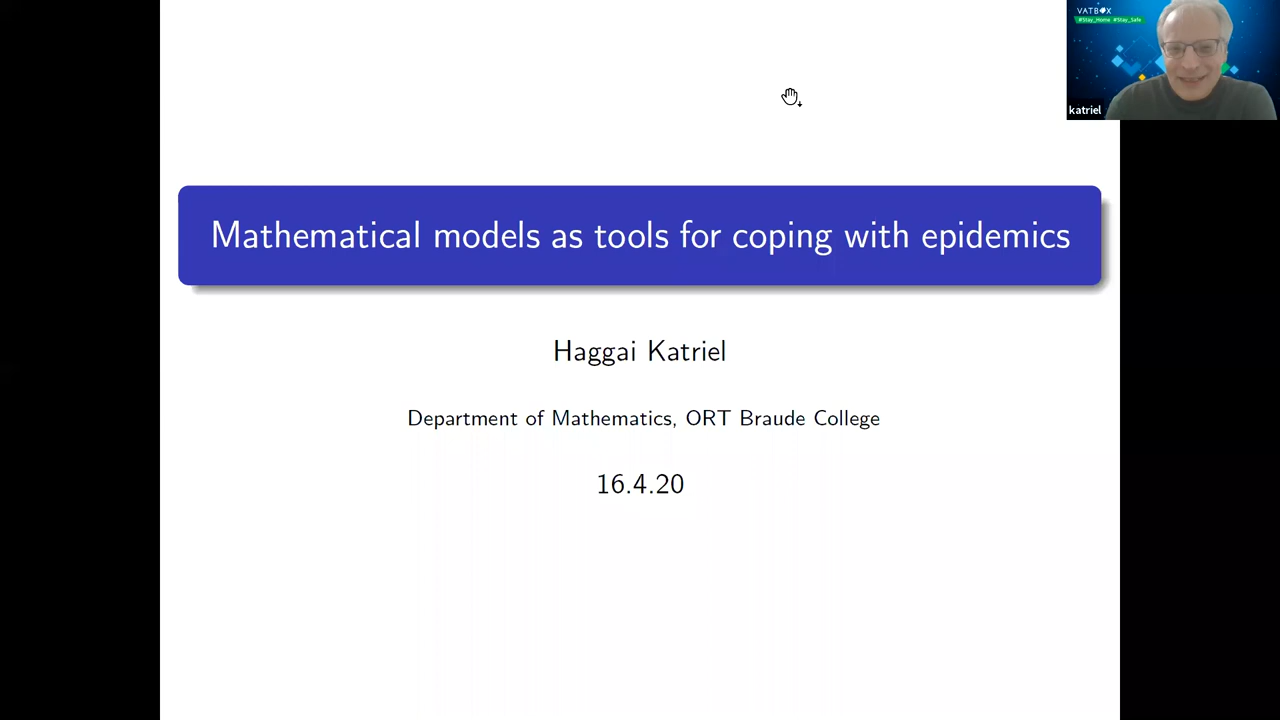 VATBOX
#Stay_Home #Stay_Safe
katriel
Mathematical models as tools for coping with epidemics
Haggai Katriel
Department of Mathematics, ORT Braude College
16.4.20